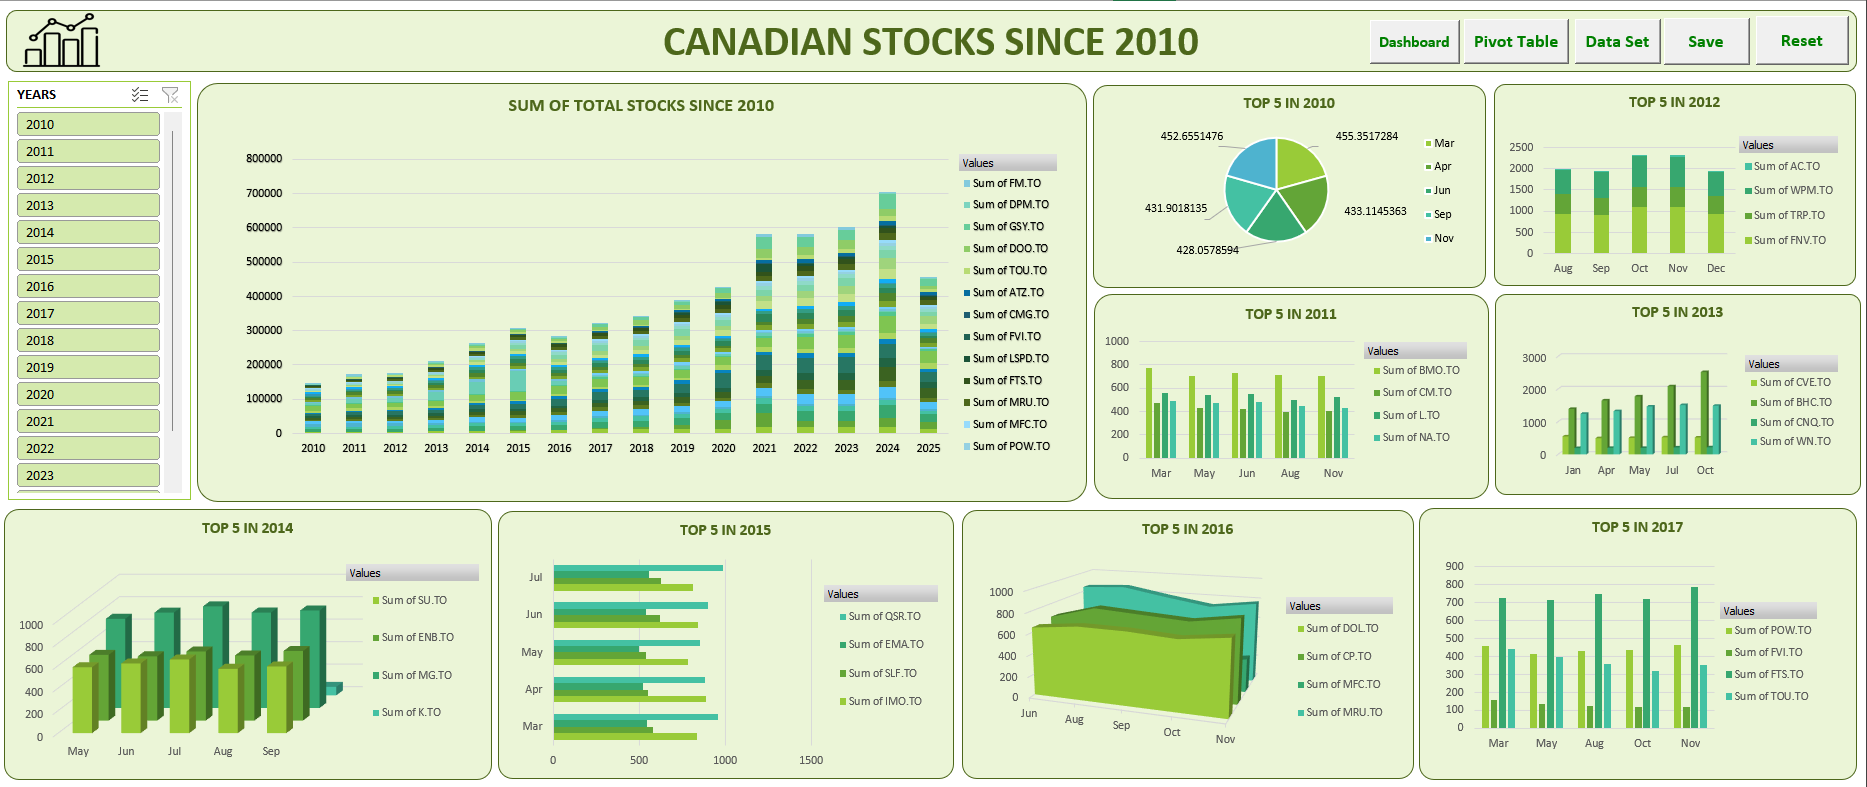 CANADIAN STOCKS SINCE 2010
Dashboard
Pivot Table
Data Set
Save
Reset
YEARS
2010
2011
2012
2013
2014
2015
2016
2017
2018
2019
2020
2021
2022
2023
SUM OF TOTAL STOCKS SINCE 2010
800000
700000
600000
500000
400000
300000
200000
100000
0
2010 2011 2012 2013 2014 2015 2016 2017 2018 2019 2020 2021 2022 2023 2024 2025
Values
Sum of FM.TO
Sum of DPM.TO
Sum of GSY.TO
Sum of DOO.TO
Sum of TOU.TO
Sum of ATZ.TO
Sum of CMG.TO
Sum of FVI.TO
Sum of LSPD.TO
Sum of FTS.TO
Sum of MRU.TO
Sum of MFC.TO
Sum of POW.TO
TOP 5 IN 2010
452.6551476
455.3517284
431.9018135
433.1145363
428.0578594
Mar
Apr
Jun
Sep
Nov
TOP 5 IN 2012
2500
2000
1500
1000
500
0
Aug Sep Oct Nov Dec
Values
Sum of AC.TO
Sum of WPM.TO
Sum of TRP.TO
Sum of FNV.TO
TOP 5 IN 2011
1000
800
600
400
200
0
Mar May Jun Aug Nov
Values
Sum of BMO.TO
Sum of CM.TO
Sum of L.TO
Sum of NA.TO
TOP 5 IN 2013
3000
2000
1000
0
Jan Apr May Jul Oct
Values
Sum of CVE.TO
Sum of BHC.TO
Sum of CNQ.TO
Sum of WN.TO
TOP 5 IN 2014
1000
800
600
400
200
0
May Jun Jul Aug Sep
Values
Sum of SU.TO
Sum of ENB.TO
Sum of MG.TO
Sum of K.TO
TOP 5 IN 2015
Jul
Jun
May
Apr
Mar
0 500 1000 1500
Values
Sum of QSR.TO
Sum of EMA.TO
Sum of SLF.TO
Sum of IMO.TO
TOP 5 IN 2016
1000
800
600
400
200
0
Jun Aug Sep Oct Nov
Values
Sum of DOL.TO
Sum of CP.TO
Sum of MFC.TO
Sum of MRU.TO
TOP 5 IN 2017
900
800
700
600
500
400
300
200
100
0
Mar May Aug Oct Nov
Values
Sum of POW.TO
Sum of FVI.TO
Sum of FTS.TO
Sum of TOU.TO